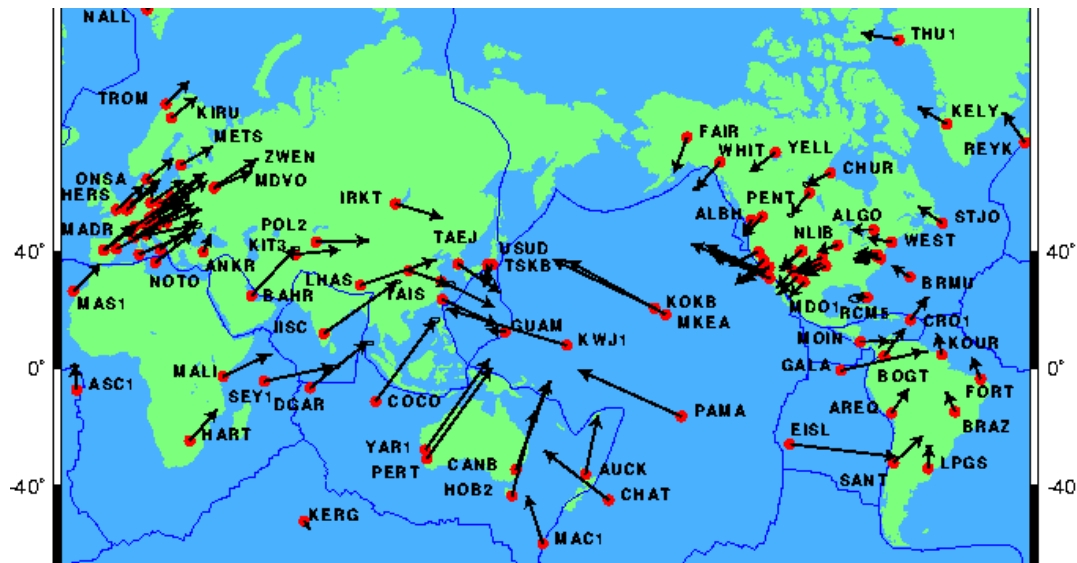 NALL
THU1
TROM
KIRU
KELY
METS
FAIR
REYK
ZWEN
WHIT
YELL
ONSA
MDVO
CHUR
HERS
PENT
IRKT
ALBH
ALGO
STJO
MADR
POL2
NLIB
TAEJ
WEST
40°
KIT3
USUD
40°
ANKR
TSKB
NOTO
LHAS
BRMU
MAS1
BAHR
TAIS
KOKB
MDO1
RCM5
IISC
GUAM
MKEA
CRO1
KWJ1
MOIN
KOUR
0°
MALI
GALA
0°
ASC1
SEY1
BOGT
DGAR
COCO
FORT
PAMA
AREQ
HART
EISL
BRAZ
YAR1
CANB
AUCK
PERT
SANT
LPGS
-40°
HOB2
CHAT
-40°
KERG
MAC1